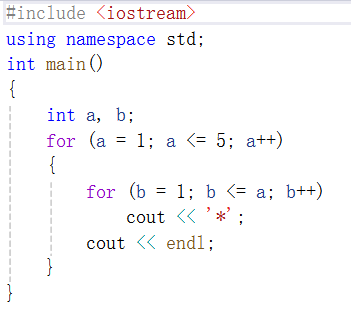 #include <iostream>
using namespace std;
int main()
{
    int a, b;
    for (a = 1; a <= 5; a++)
    {
        for (b = 1; b <= a; b++)
            cout << '*';
        cout << endl;
    }
}